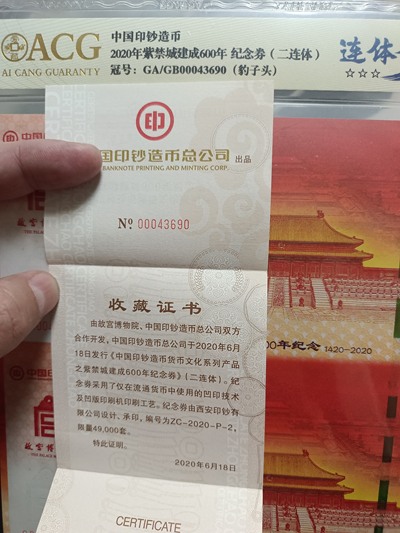 ACG
AI CANG GUARANTY
中国印钞造币
2020年紫禁城建成600年 纪念券（二连体）
冠号：GA/GB00043690（豹子头）
连体
☆☆☆
国印钞造币总公司 出品
BANKNOTE PRINTING AND MINTING CORP.
№ 00043690
收藏证书
由故宫博物院、中国印钞造币总公司双方
合作开发，中国印钞造币总公司于2020年6月
18日发行《中国印钞造币货币文化系列产品
之紫禁城建成600年纪念券》（二连体）。纪
念券采用了仅在流通货币中使用的凹印技术
及凹版印刷机印刷工艺。纪念券由西安印钞有
限公司设计、承印，编号为ZC-2020-P-2，
限量49,000套。
特此证明。
2020年6月18日
CERTIFICATE
中国印钞
00年纪念 1420-2020
中国印钞造
故宫博